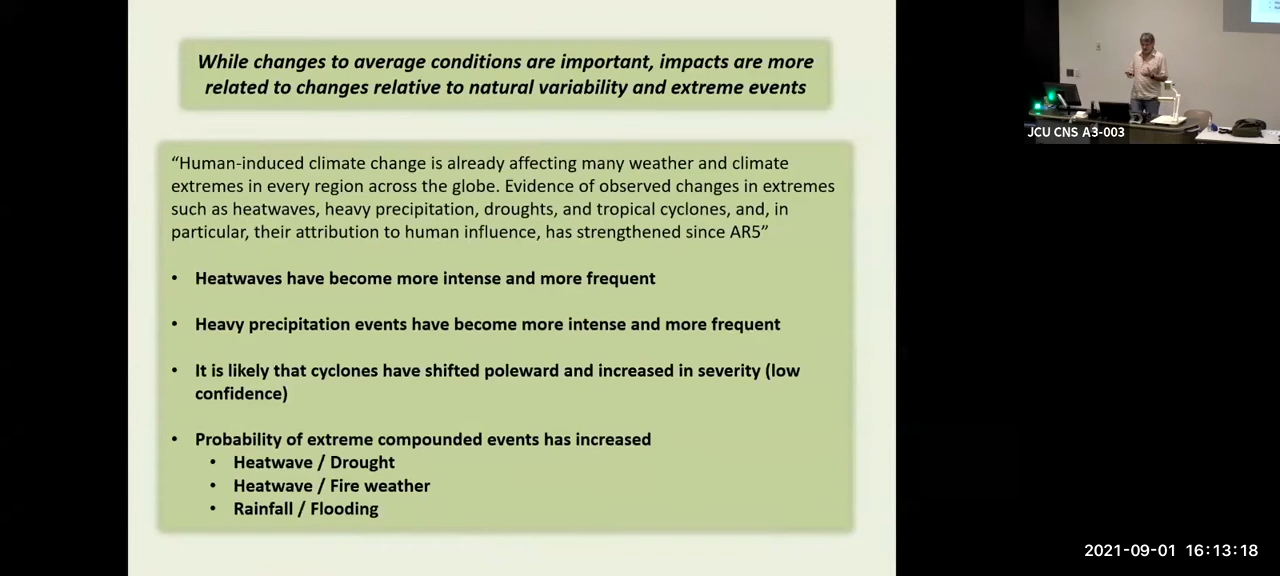 While changes to average conditions are important, impacts are more
related to changes relative to natural variability and extreme events
“Human-induced climate change is already affecting many weather and climate
extremes in every region across the globe. Evidence of observed changes in extremes
such as heatwaves, heavy precipitation, droughts, and tropical cyclones, and, in
particular, their attribution to human influence, has strengthened since AR5”
• Heatwaves have become more intense and more frequent
• Heavy precipitation events have become more intense and more frequent
• It is likely that cyclones have shifted poleward and increased in severity (low
confidence)
• Probability of extreme compounded events has increased
• Heatwave / Drought
• Heatwave / Fire weather
• Rainfall / Flooding
JCU CNS A3-003
2021-09-01 16:13:18